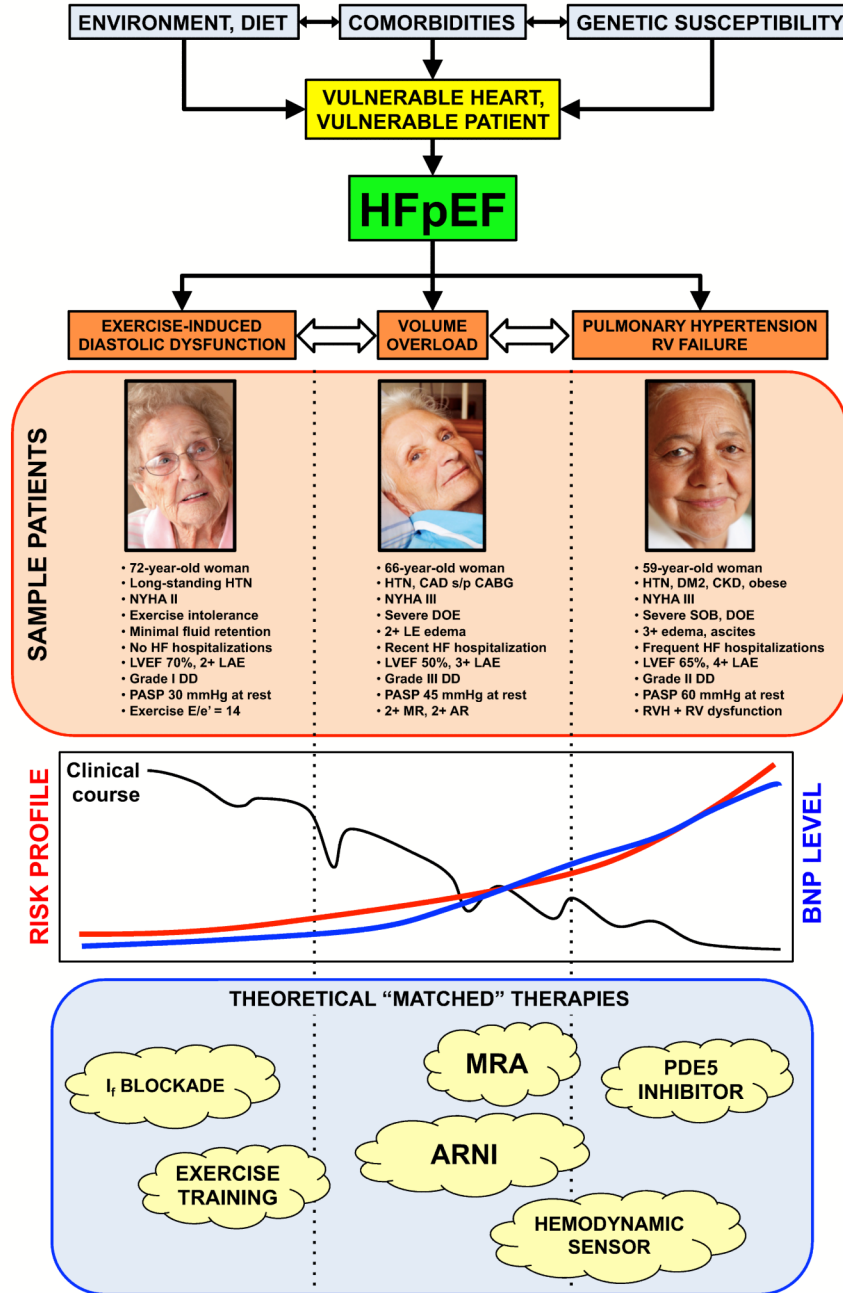 ENVIRONMENT, DIET
COMORBIDITIES
GENETIC SUSCEPTIBILITY
VULNERABLE HEART,
VULNERABLE PATIENT
HFpEF
EXERCISE-INDUCED
DIASTOLIC DYSFUNCTION
VOLUME
OVERLOAD
PULMONARY HYPERTENSION
RV FAILURE
SAMPLE PATIENTS
• 72-year-old woman
• Long-standing HTN
• NYHA II
• Exercise intolerance
• Minimal fluid retention
• No HF hospitalizations
• LVEF 70%, 2+ LAE
• Grade I DD
• PASP 30 mmHg at rest
• Exercise E/e' = 14
• 66-year-old woman
• HTN, CAD s/p CABG
• NYHA III
• Severe DOE
• 2+ LE edema
• Recent HF hospitalization
• LVEF 50%, 3+ LAE
• Grade III DD
• PASP 45 mmHg at rest
• 2+ MR, 2+ AR
• 59-year-old woman
• HTN, DM2, CKD, obese
• NYHA III
• Severe SOB, DOE
• 3+ edema, ascites
• Frequent HF hospitalizations
• LVEF 65%, 4+ LAE
• Grade II DD
• PASP 60 mmHg at rest
• RVH + RV dysfunction
RISK PROFILE
Clinical
course
BNP LEVEL
THEORETICAL “MATCHED” THERAPIES
If BLOCKADE
EXERCISE
TRAINING
MRA
ARNI
PDE5
INHIBITOR
HEMODYNAMIC
SENSOR